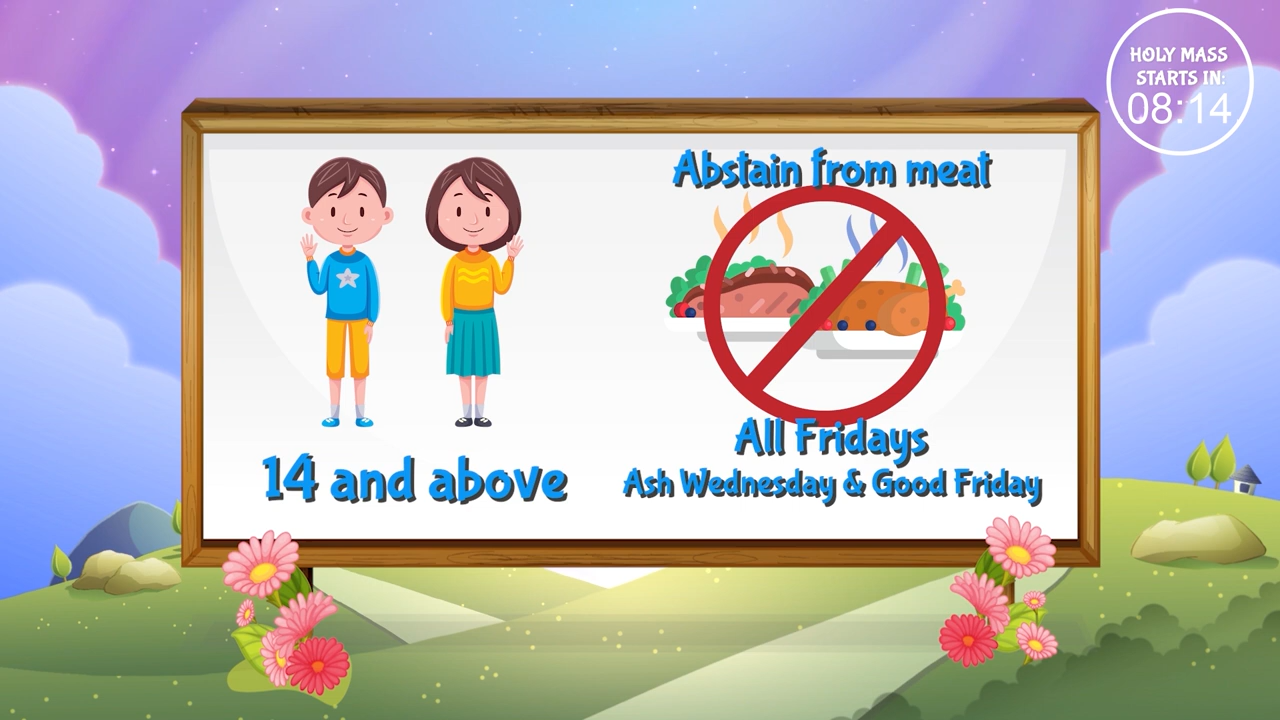 HOLY MASS
STARTS IN:
08:14
Abstain from meat
14 and above
All Fridays
Ash Wednesday & Good Friday